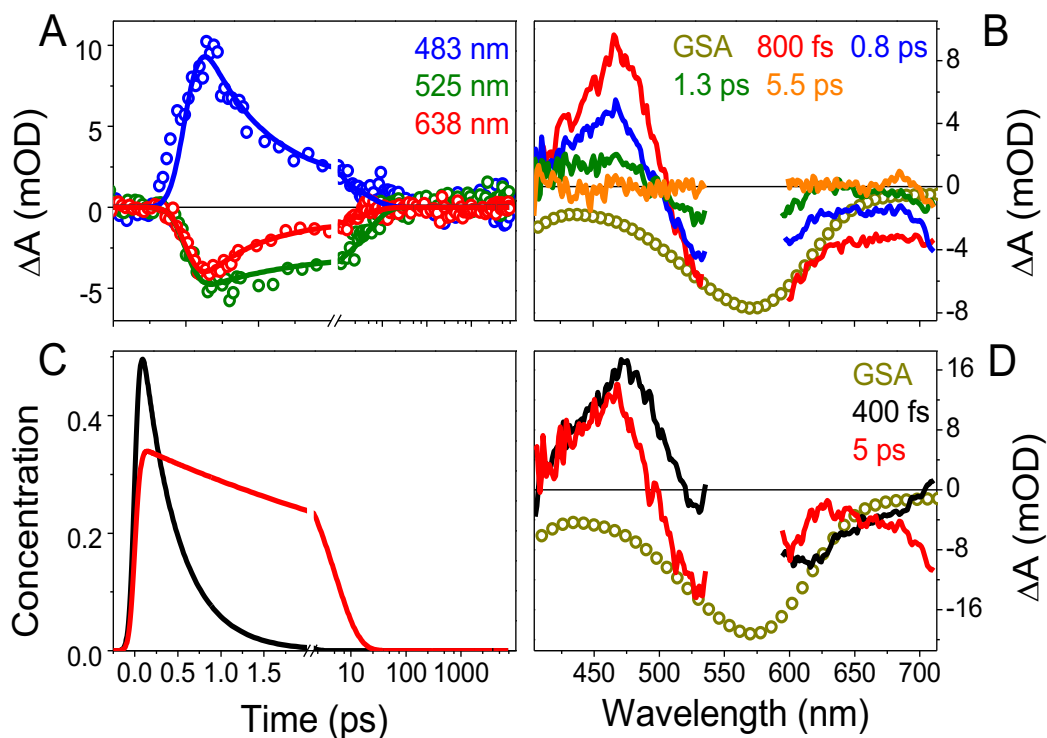 A
483 nm
525 nm
638 nm
10
5
0
-5
ΔA (mOD)
B
GSA 800 fs 0.8 ps
1.3 ps 5.5 ps
8
4
0
-4
-8
ΔA (mOD)
C
0.4
0.2
0.0
Concentration
0.0 0.5 1.0 1.5 10 100 1000
Time (ps)
D
GSA
400 fs
5 ps
16
8
0
-8
-16
ΔA (mOD)
450 500 550 600 650 700
Wavelength (nm)